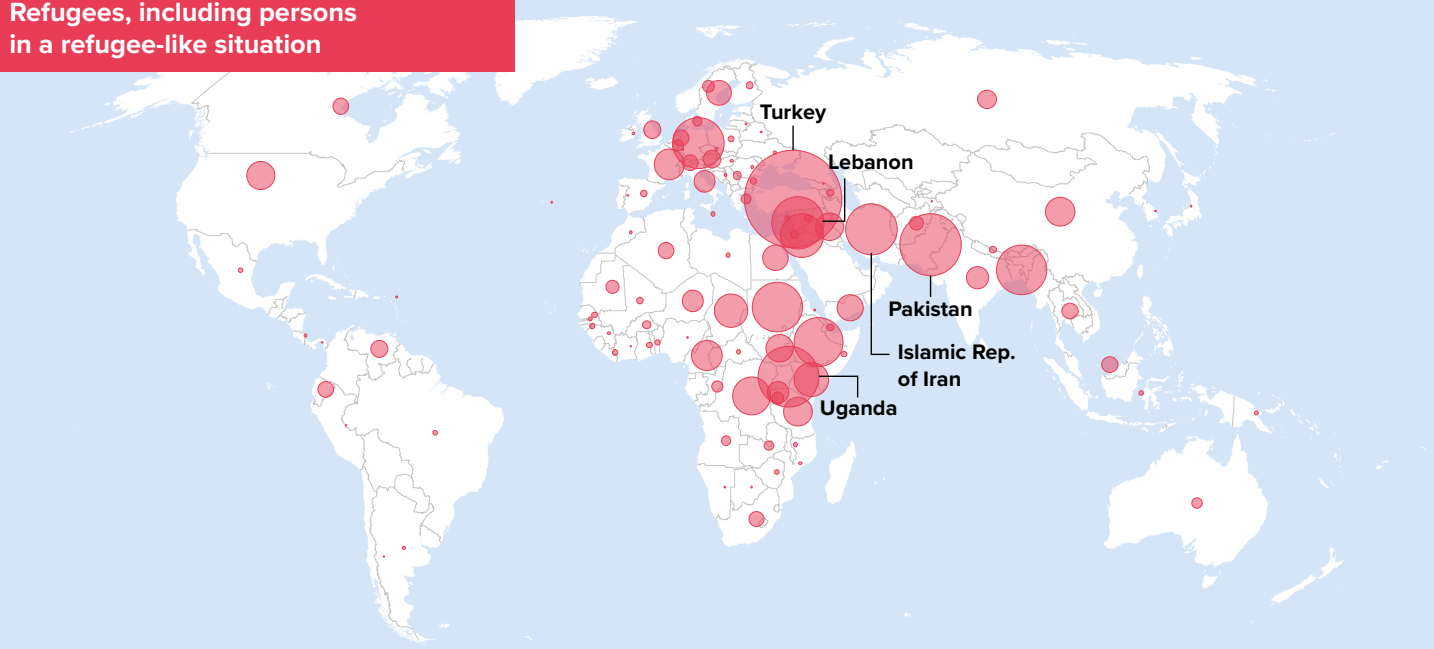 Refugees, including persons
in a refugee-like situation
Turkey
Lebanon
Pakistan
Islamic Rep.
of Iran
Uganda